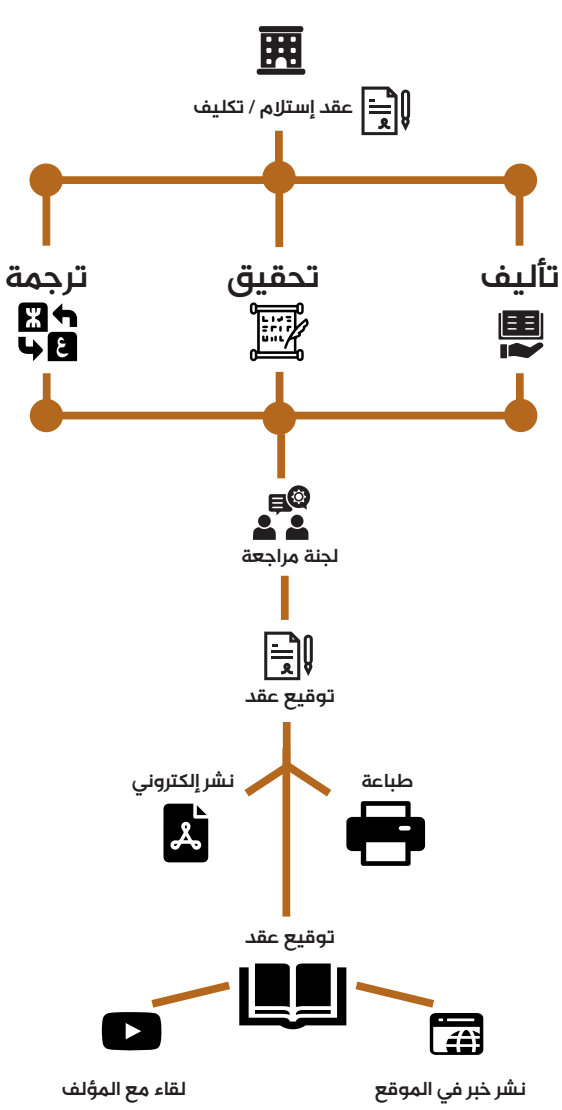 عقد إستلام / تكليف
تأليف
تحقيق
ترجمة
لجنة مراجعة
توقيع عقد
طباعة
نشر إلكتروني
توقيع عقد
نشر خبر في الموقع
لقاء مع المؤلف